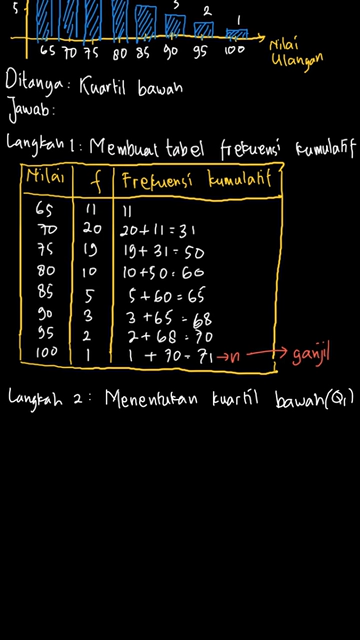 5
3
2
1
65 70 75 80 85 90 95 100
Nilai
Ulangan
Ditanya: Kuartil bawah
Jawab:
Langkah 1: Membuat tabel frekuensi kumulatif
Nilai f Frekuensi kumulatif
65 11 11
70 20 20+11=31
75 19 19+31=50
80 10 10+50=60
85 5 5+60=65
90 3 3+65=68
95 2 2+68=70
100 1 1+70=71→n→ganjil
Langkah 2: Menentukan kuartil bawah(Q1)